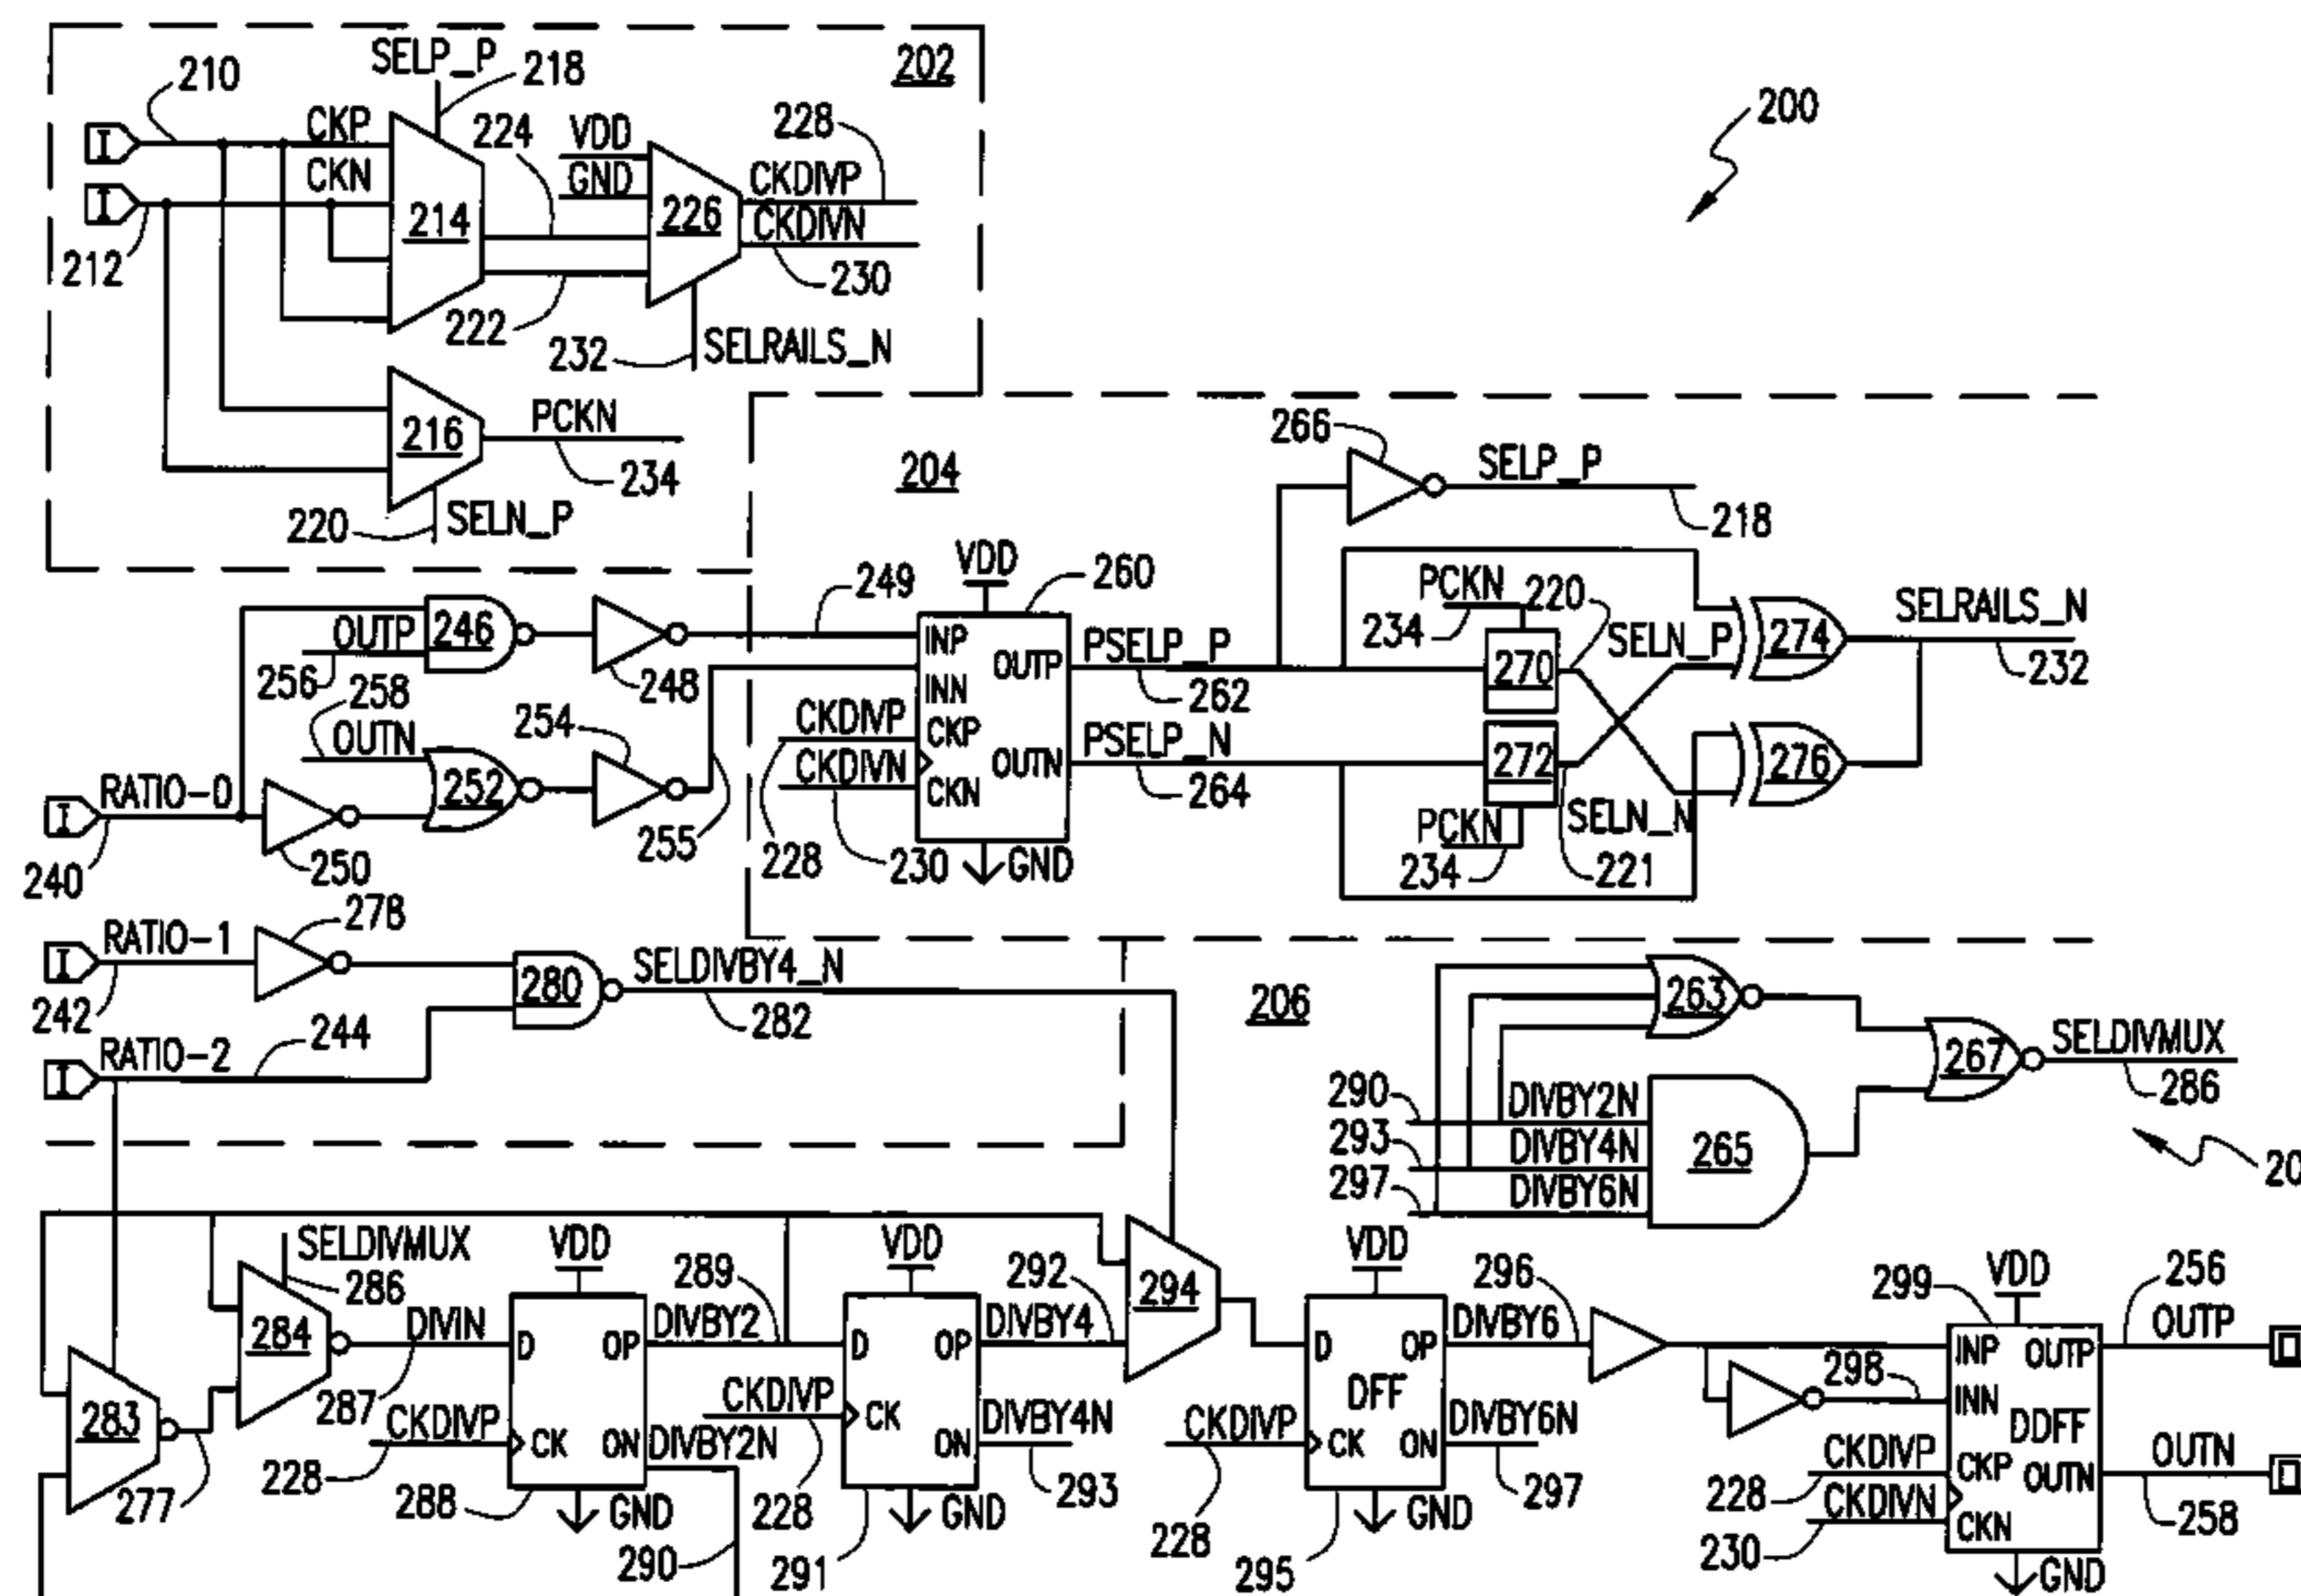 SELP_P
210
218
202
CKP
VDD
224
228
200
I
CKN
GND
CKDIVP
I
214
226
CKDIVN
212
222
230
232
SELRAILS_N
PCKN
216
234
220
SELN_P
204
266
SELP_P
218
249
VDD
260
PCKN
220
SELRAILS_N
246
OUTP
256
258
OUTN
248
254
INP
OUTP
INN
CKDIVP
CKP
CKDIVN
OUTN
CKN
PSELP_P
262
PSELP_N
264
234
270
SELN_P
274
232
272
276
SELN_N
PCKN
234
221
I
RATIO-0
252
240
250
255
228
230
GND
278
I
RATIO-1
242
280
SELDIVBY4_N
282
206
263
I
RATIO-2
244
267
SELDIVMUX
286
290
DIVBY2N
293
DIVBY4N
265
297
DIVBY6N
20
SELDIVMUX
286
VDD
289
VDD
292
294
VDD
296
299
VDD
256
284
DIVIN
D
OP
DIVBY2
D
DIVBY4
D
OP
DIVBY6
INP
OUTP
OUTP
283
287
CKDIVP
CK
ON
DIVBY2N
CKDIVP
CK
OP
ON
DIVBY4N
DFF
CKDIVP
CK
ON
DIVBY6N
298
INN
DDFF
CKDIVP
CKP
OUTN
OUTN
277
228
288
GND
228
GND
293
228
GND
297
228
CKDIVN
CKN
258
290
291
295
230
GND